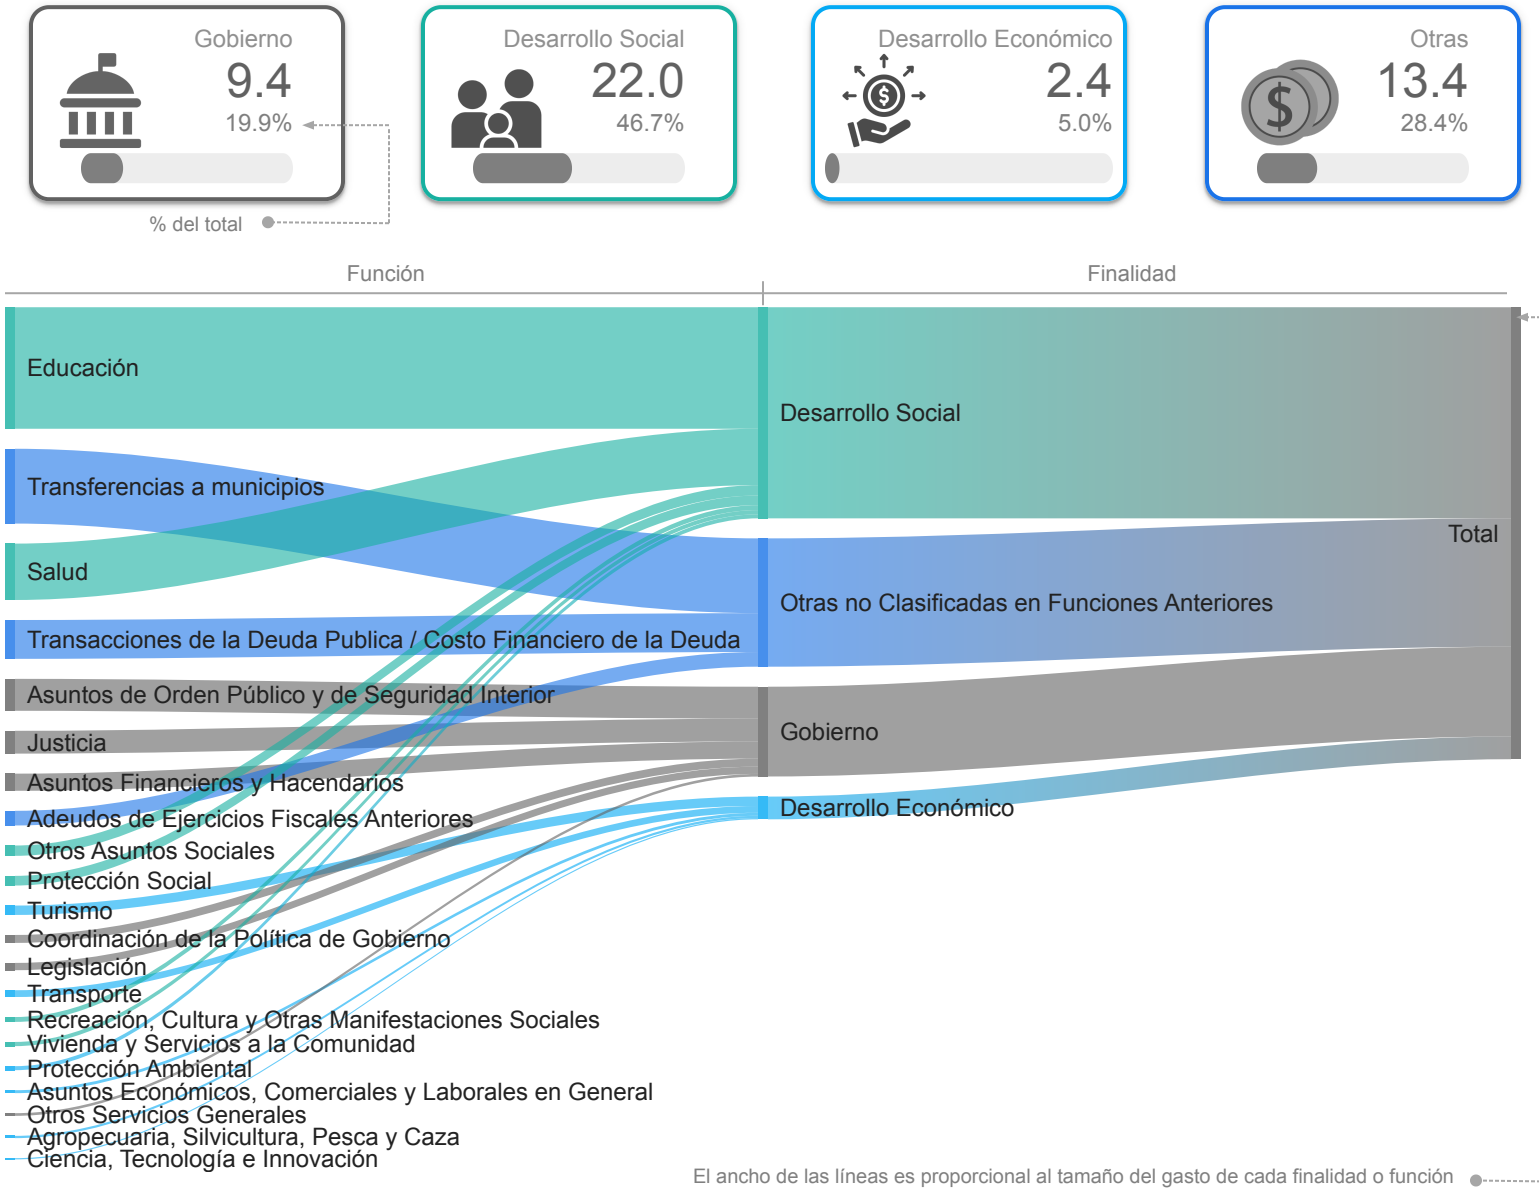 Gobierno
9.4
19.9%
Desarrollo Social
22.0
46.7%
Desarrollo Económico
2.4
5.0%
Otras
13.4
28.4%
% del total
Función
Finalidad
Educación
Transferencias a municipios
Salud
Transacciones de la Deuda Publica / Costo Financiero de la Deuda
Asuntos de Orden Público y de Seguridad Interior
Justicia
Asuntos Financieros y Hacendarios
Adeudos de Ejercicios Fiscales Anteriores
Otros Asuntos Sociales
Protección Social
Turismo
Coordinación de la Política de Gobierno
Legislación
Transporte
Recreación, Cultura y Otras Manifestaciones Sociales
Vivienda y Servicios a la Comunidad
Protección Ambiental
Asuntos Económicos, Comerciales y Laborales en General
Otros Servicios Generales
Agropecuaria, Silvicultura, Pesca y Caza
Ciencia, Tecnología e Innovación
Desarrollo Social
Otras no Clasificadas en Funciones Anteriores
Gobierno
Desarrollo Económico
Total
El ancho de las líneas es proporcional al tamaño del gasto de cada finalidad o función